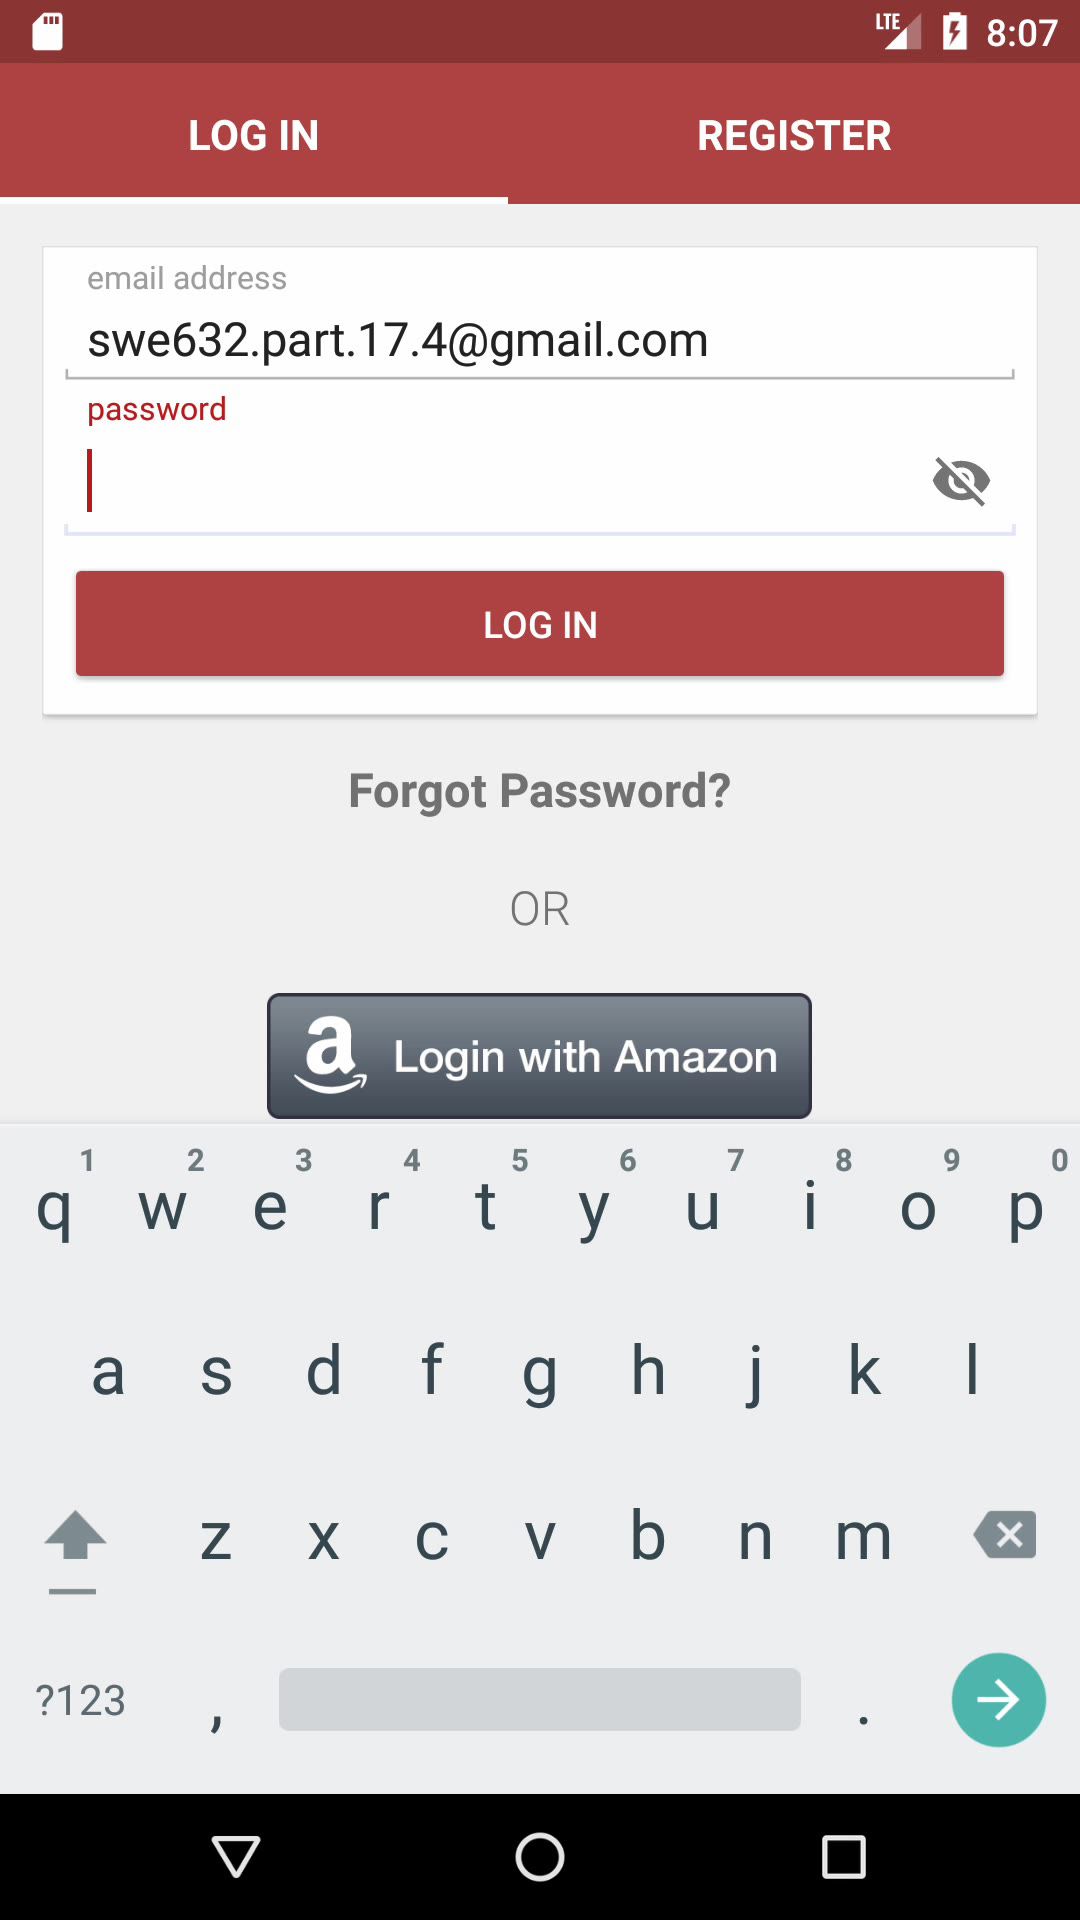 LTE 8:07
LOG IN REGISTER
email address
swe632.part.17.4@gmail.com
password
LOG IN
Forgot Password?
OR
a Login with Amazon
1 2 3 4 5 6 7 8 9 0
q w e r t y u i o p
a s d f g h j k l
z x c v b n m
?123 , .